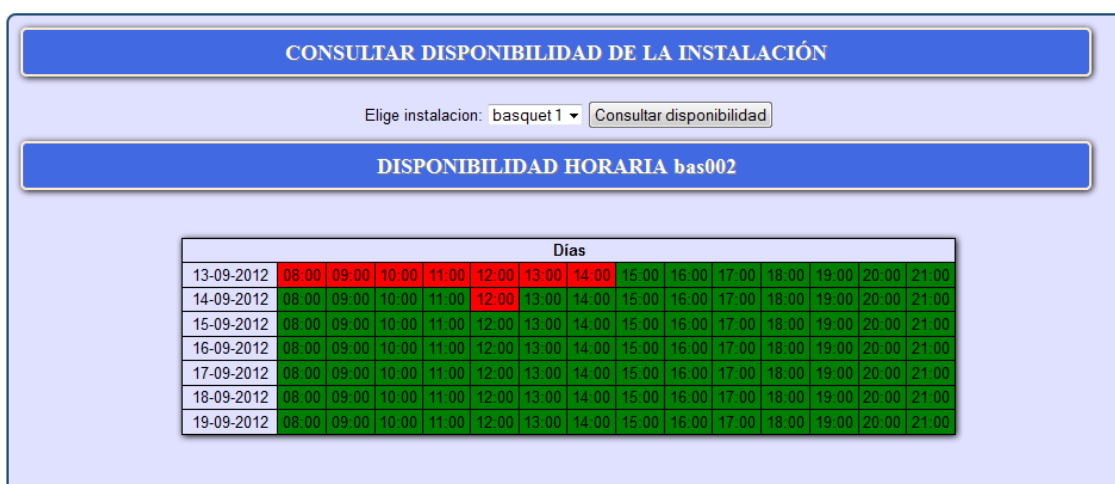 CONSULTAR DISPONIBILIDAD DE LA INSTALACIÓN
Elige instalacion: basquet 1 Consultar disponibilidad
DISPONIBILIDAD HORARIA bas002
Días
13-09-2012 08:00 09:00 10:00 11:00 12:00 13:00 14:00 15:00 16:00 17:00 18:00 19:00 20:00 21:00
14-09-2012 08:00 09:00 10:00 11:00 12:00 13:00 14:00 15:00 16:00 17:00 18:00 19:00 20:00 21:00
15-09-2012 08:00 09:00 10:00 11:00 12:00 13:00 14:00 15:00 16:00 17:00 18:00 19:00 20:00 21:00
16-09-2012 08:00 09:00 10:00 11:00 12:00 13:00 14:00 15:00 16:00 17:00 18:00 19:00 20:00 21:00
17-09-2012 08:00 09:00 10:00 11:00 12:00 13:00 14:00 15:00 16:00 17:00 18:00 19:00 20:00 21:00
18-09-2012 08:00 09:00 10:00 11:00 12:00 13:00 14:00 15:00 16:00 17:00 18:00 19:00 20:00 21:00
19-09-2012 08:00 09:00 10:00 11:00 12:00 13:00 14:00 15:00 16:00 17:00 18:00 19:00 20:00 21:00